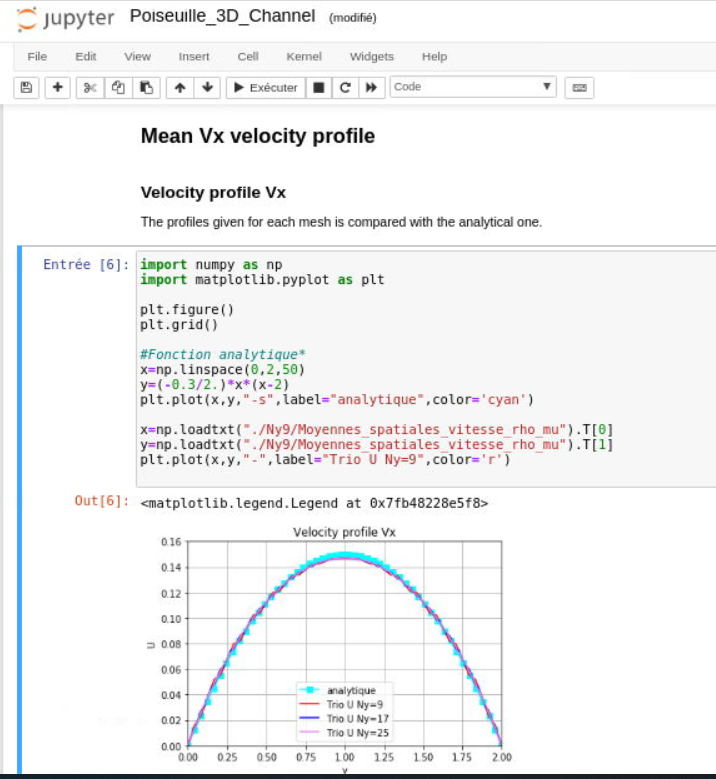 jupyter Poiseuille_3D_Channel (modifié)
File Edit View Insert Cell Kernel Widgets Help
Exécuter Code
Mean Vx velocity profile
Velocity profile Vx
The profiles given for each mesh is compared with the analytical one.
Entrée [6]: import numpy as np
import matplotlib.pyplot as plt
plt.figure()
plt.grid()
#Fonction analytique*
x=np.linspace(0,2,50)
y=(-0.3/2.)*x*(x-2)
plt.plot(x,y,"-s",label="analytique",color='cyan')
x=np.loadtxt("./Ny9/Moyennes_spatiales_vitesse_rho_mu").T[0]
y=np.loadtxt("./Ny9/Moyennes_spatiales_vitesse_rho_mu").T[1]
plt.plot(x,y,"-",label="Trio U Ny=9",color='r')
Out[6]: <matplotlib.legend.Legend at 0x7fb48228e5f8>
Velocity profile Vx
0.16
0.14
0.12
0.10
0.08
0.06
0.04
0.02
0.00
U
analytique
Trio U Ny=9
Trio U Ny=17
Trio U Ny=25
0.00 0.25 0.50 0.75 1.00 1.25 1.50 1.75 2.00
y